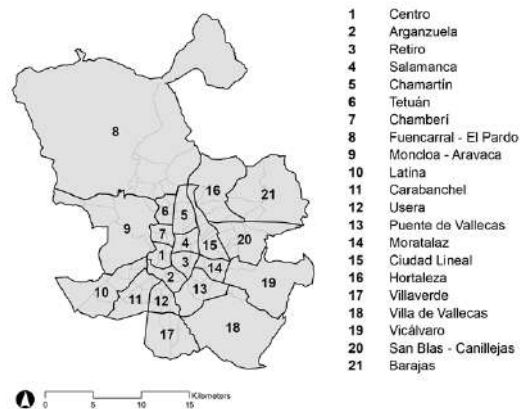 1 Centro
2 Arganzuela
3 Retiro
4 Salamanca
5 Chamartín
6 Tetuán
7 Chamberí
8 Fuencarral - El Pardo
9 Moncloa - Aravaca
10 Latina
11 Carabanchel
12 Usera
13 Puente de Vallecas
14 Moratalaz
15 Ciudad Lineal
16 Hortaleza
17 Villaverde
18 Villa de Vallecas
19 Vicálvaro
20 San Blas - Canillejas
21 Barajas
8
16
21
6
5
9
7
4
15
20
1
3
14
2
19
10
11
12
13
17
18
Kilometers
0 5 10 15